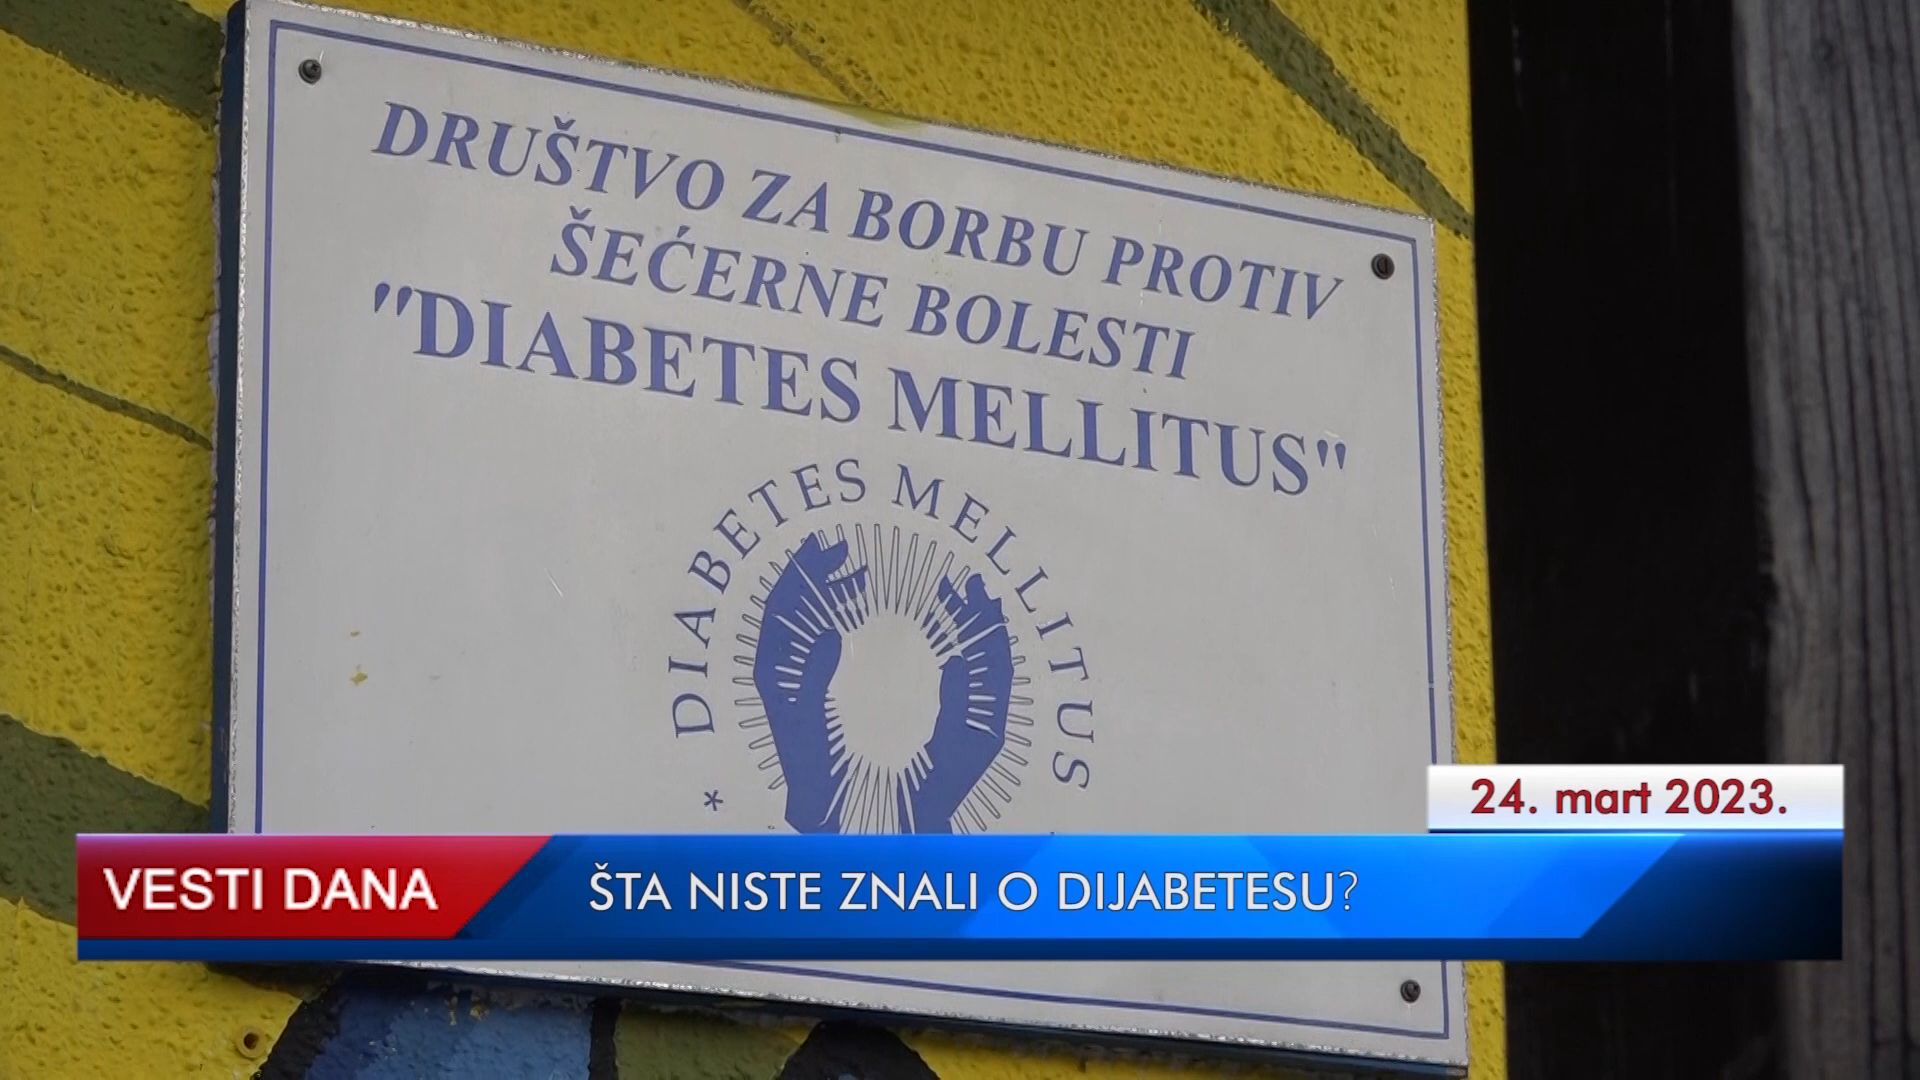 DRUŠTVO ZA BORBU PROTIV
ŠEĆERNE BOLESTI
"DIABETES MELLITUS"
* DIABETES MELLITUS
24. mart 2023.
VESTI DANA
ŠTA NISTE ZNALI O DIJABETESU?